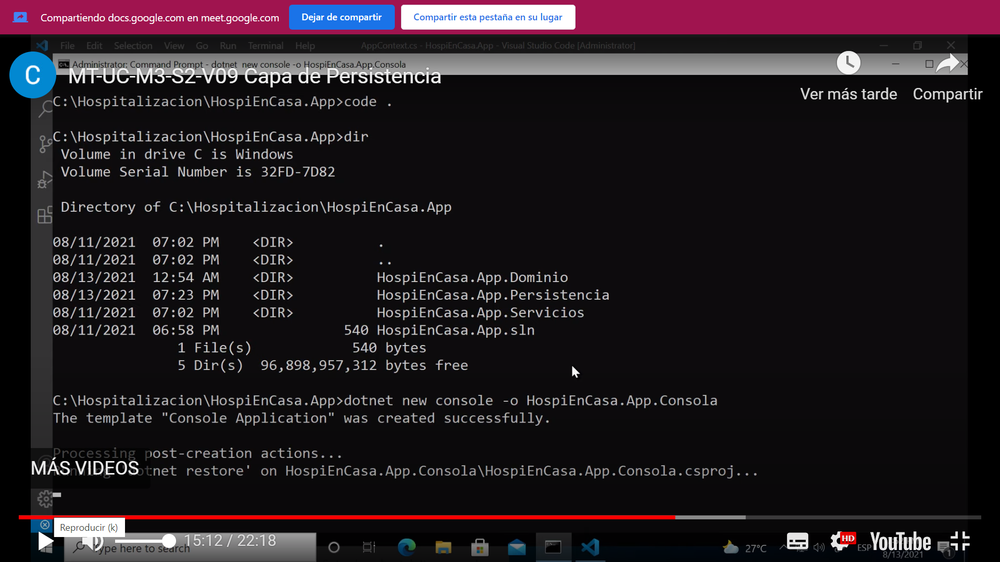 Compartiendo docs.google.com en meet.google.com
Dejar de compartir
Compartir esta pestaña en su lugar
File Edit Selection View Go Run Terminal Help
AppContext.cs - HospiEnCasa.App - Visual Studio Code [Administrator]
Administrator: Command Prompt - dotnet new console -o HospiEnCasa.App.Consola
C
MT-UC-M3-S2-V09 Capa de Persistencia
Ver más tarde
Compartir
C:\Hospitalizacion\HospiEnCasa.App>code .
C:\Hospitalizacion\HospiEnCasa.App>dir
Volume in drive C is Windows
Volume Serial Number is 32FD-7D82
Directory of C:\Hospitalizacion\HospiEnCasa.App
08/11/2021 07:02 PM <DIR> .
08/11/2021 07:02 PM <DIR> ..
08/13/2021 12:54 AM <DIR> HospiEnCasa.App.Dominio
08/13/2021 07:23 PM <DIR> HospiEnCasa.App.Persistencia
08/11/2021 07:02 PM <DIR> HospiEnCasa.App.Servicios
08/11/2021 06:58 PM 540 HospiEnCasa.App.sln
1 File(s) 540 bytes
5 Dir(s) 96,898,957,312 bytes free
C:\Hospitalizacion\HospiEnCasa.App>dotnet new console -o HospiEnCasa.App.Consola
The template "Console Application" was created successfully.
Processing post-creation actions...
MÁS VIDEOS
Running 'dotnet restore' on HospiEnCasa.App.Consola\HospiEnCasa.App.Consola.csproj...
Reproducir (k)
15:12 / 22:18
Type here to search
27°C
ESP
HD
YouTube
8/13/2021
1